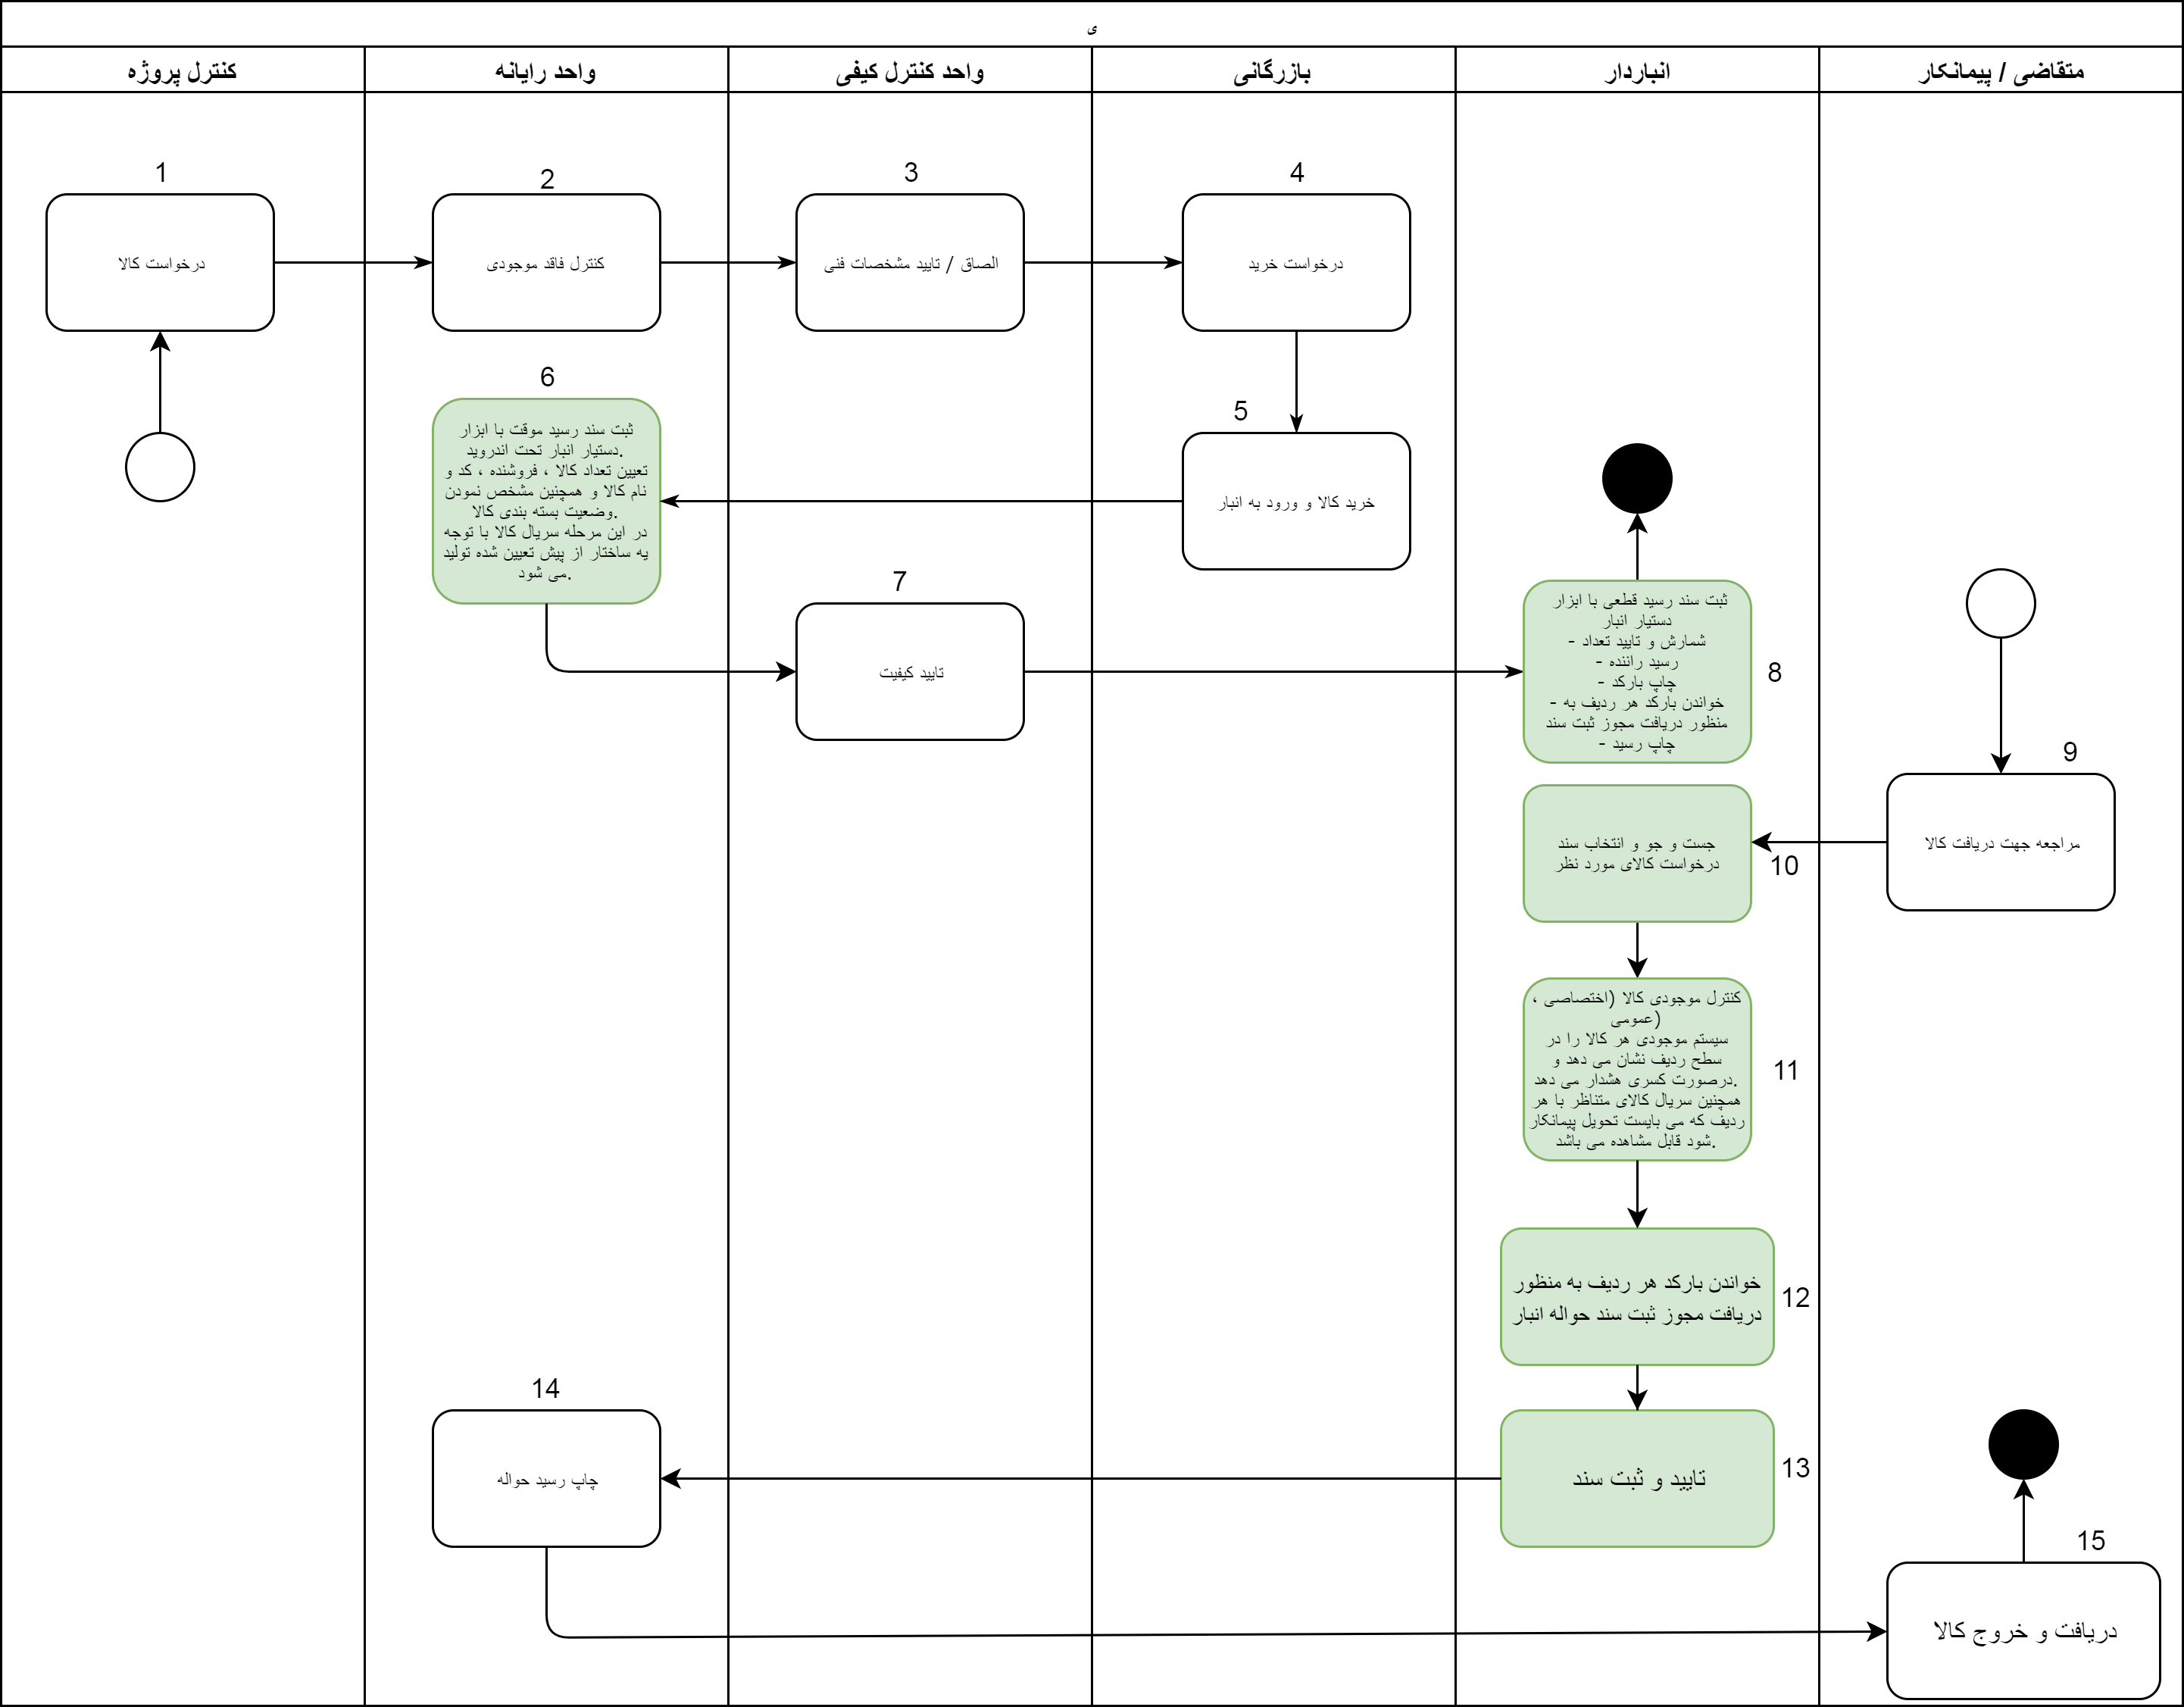 ی
کنترل پروژه
واحد رایانه
واحد کنترل کیفی
بازرگانی
انباردار
متقاضی / پیمانکار
1
درخواست کالا
2
کنترل فاقد موجودی
3
الصاق / تایید مشخصات فنی
4
درخواست خرید
5
خرید کالا و ورود به انبار
6
ثبت سند رسید موقت با ابزار
دستیار انبار تحت اندروید.
تعیین تعداد کالا ، فروشنده ، کد و
نام کالا و همچنین مشخص نمودن
وضعیت بسته بندی کالا.
در این مرحله سریال کالا با توجه
یه ساختار از پیش تعیین شده تولید
می شود.
7
تایید کیفیت
8
ثبت سند رسید قطعی با ابزار
دستیار انبار
- شمارش و تایید تعداد
- رسید راننده
- چاپ بارکد
- خواندن بارکد هر ردیف به
منظور دریافت مجوز ثبت سند
- چاپ رسید
9
مراجعه جهت دریافت کالا
10
جست و جو و انتخاب سند
درخواست کالای مورد نظر
11
کنترل موجودی کالا (اختصاصی ،
عمومی)
سیستم موجودی هر کالا را در
سطح ردیف نشان می دهد و
درصورت کسری هشدار می دهد.
همچنین سریال کالای متناظر با هر
ردیف که می بایست تحویل پیمانکار
شود قابل مشاهده می باشد.
12
خواندن بارکد هر ردیف به منظور
دریافت مجوز ثبت سند حواله انبار
13
تایید و ثبت سند
14
چاپ رسید حواله
15
دریافت و خروج کالا